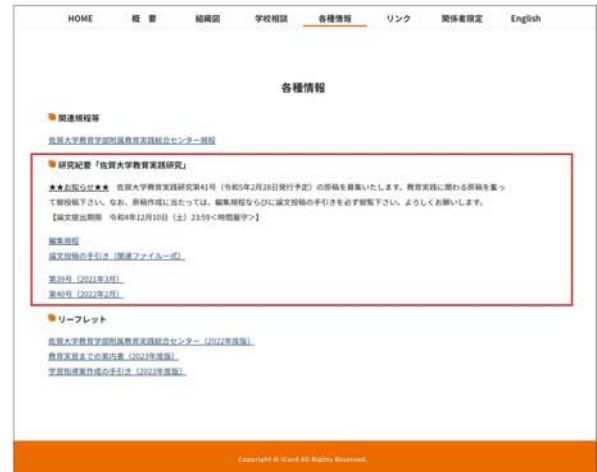 HOME 概 要 組織図 学校相談 各種情報 リンク 関係者限定 English
各種情報
関連規程等
佐賀大学教育学部附属教育実践総合センター規程
研究紀要「佐賀大学教育実践研究」
★★お知らせ★★ 佐賀大学教育実践研究第41号（令和5年2月28日発行予定）の原稿を募集いたします。教育実践に関わる原稿を奮っ
て御投稿下さい。なお、原稿作成に当たっては、編集規程ならびに論文投稿の手引きを必ず御覧下さい。よろしくお願いします。
【論文提出期限 令和4年12月10日（土）23:59＜時間厳守＞】
編集規程
論文投稿の手引き（関連ファイル一式）
第39号（2021年3月）
第40号（2022年2月）
リーフレット
佐賀大学教育学部附属教育実践総合センター（2022年度版）
教育実習までの案内書（2023年度版）
学習指導案作成の手引き（2023年度版）
Copyright © iCord All Rights Reserved.